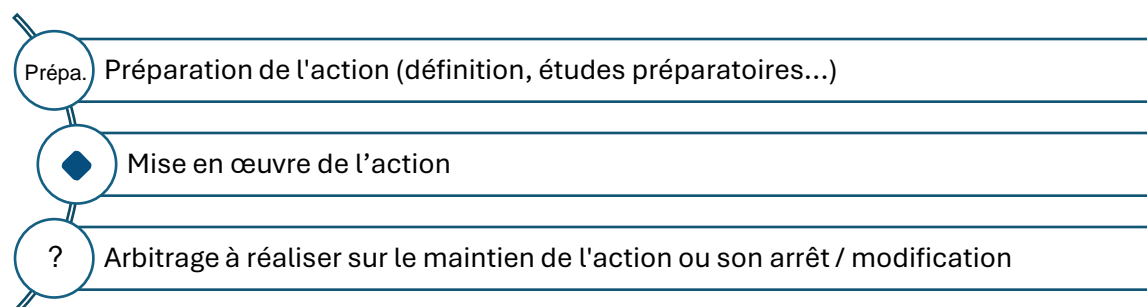 Prépa. Préparation de l'action (définition, études préparatoires...)
Mise en œuvre de l’action
? Arbitrage à réaliser sur le maintien de l'action ou son arrêt / modification